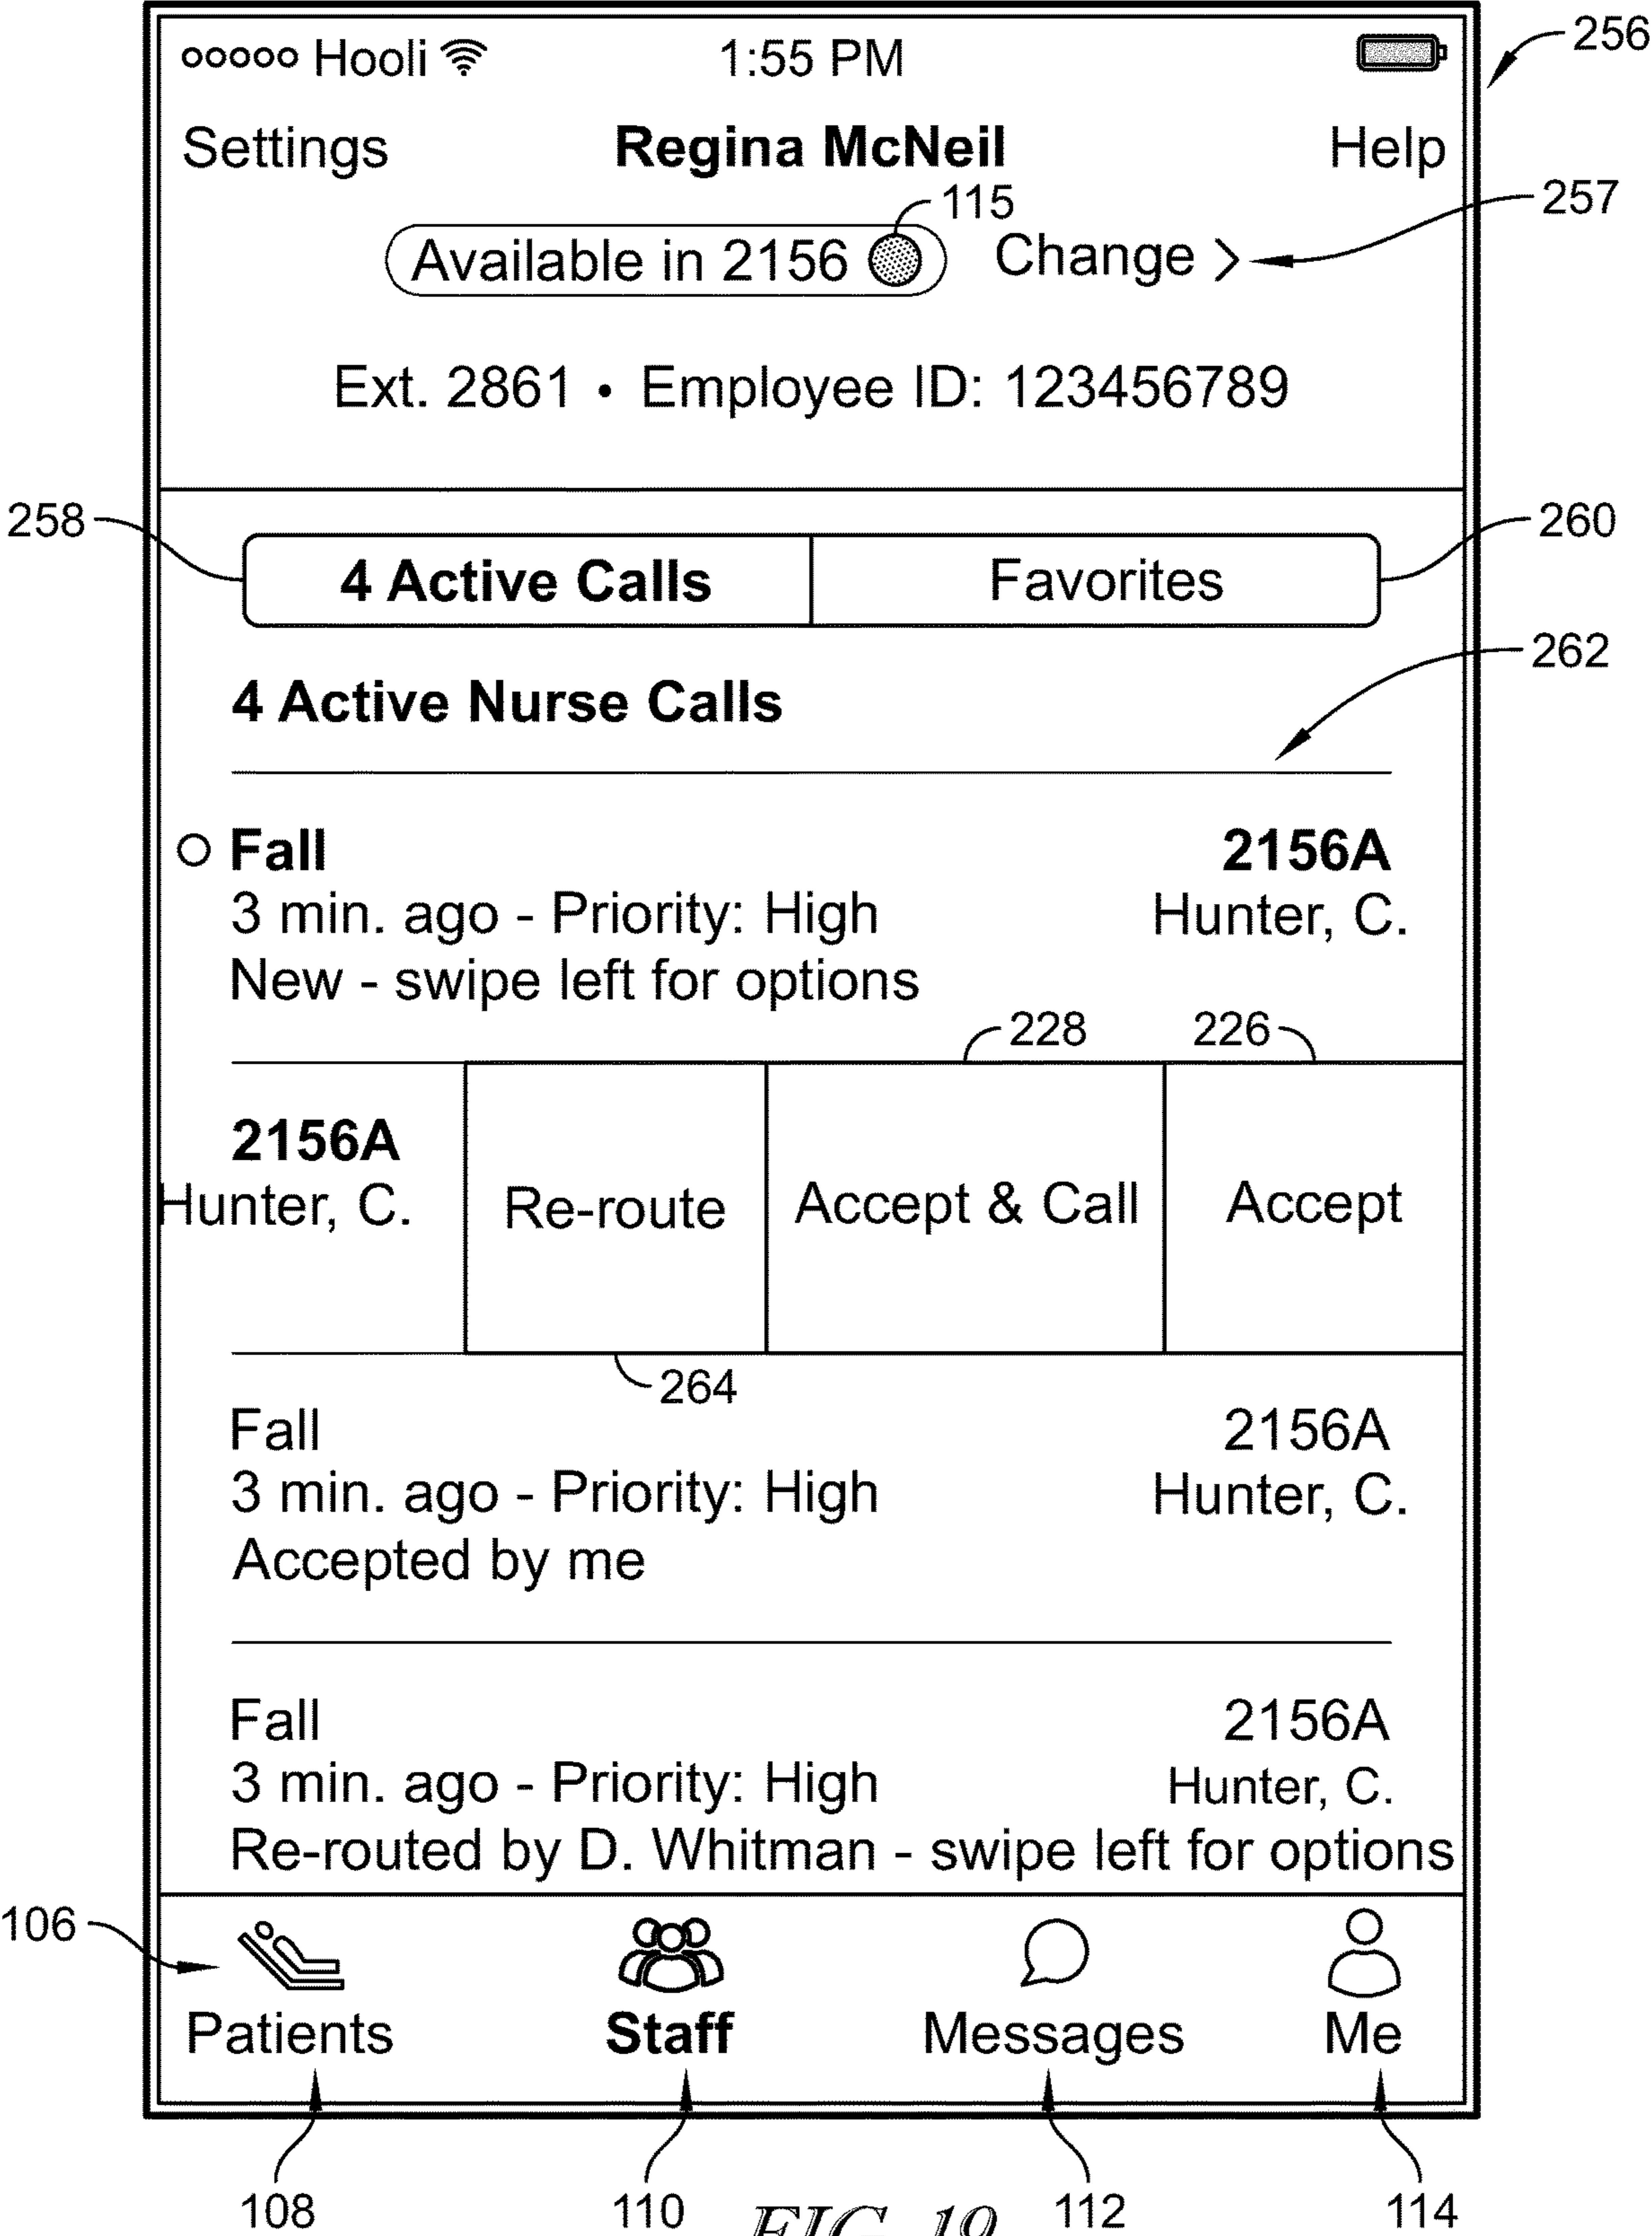 ooooo Hooli 1:55 PM
256
Settings Regina McNeil Help
115
257
Available in 2156 Change >
Ext. 2861 • Employee ID: 123456789
258
260
4 Active Calls Favorites
262
4 Active Nurse Calls
Fall 2156A
3 min. ago - Priority: High Hunter, C.
New - swipe left for options
228 226
2156A
Hunter, C. Re-route Accept & Call Accept
264
Fall 2156A
3 min. ago - Priority: High Hunter, C.
Accepted by me
Fall 2156A
3 min. ago - Priority: High Hunter, C.
Re-routed by D. Whitman - swipe left for options
106
Patients Staff Messages Me
108 110 112 114
FIG. 19